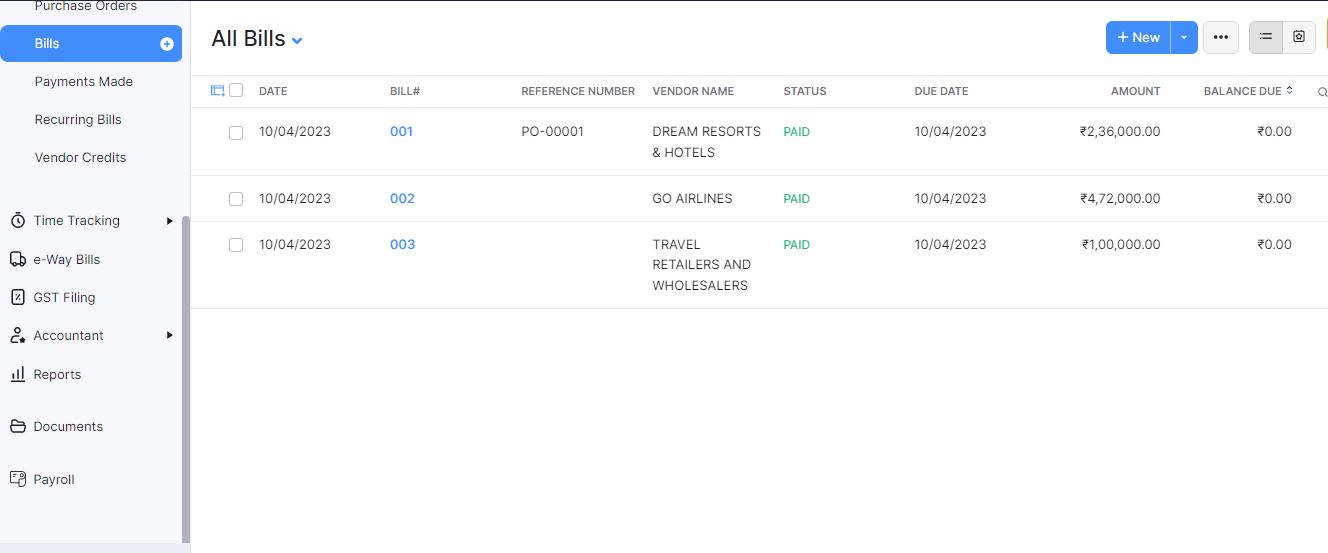 Purchase Orders
Bills
Payments Made
Recurring Bills
Vendor Credits
Time Tracking
e-Way Bills
GST Filing
Accountant
Reports
Documents
Payroll
All Bills
+ New
DATE BILL# REFERENCE NUMBER VENDOR NAME STATUS DUE DATE AMOUNT BALANCE DUE
10/04/2023 001 PO-00001 DREAM RESORTS PAID 10/04/2023 ₹2,36,000.00 ₹0.00
& HOTELS
10/04/2023 002 GO AIRLINES PAID 10/04/2023 ₹4,72,000.00 ₹0.00
10/04/2023 003 TRAVEL PAID 10/04/2023 ₹1,00,000.00 ₹0.00
RETAILERS AND
WHOLESALERS